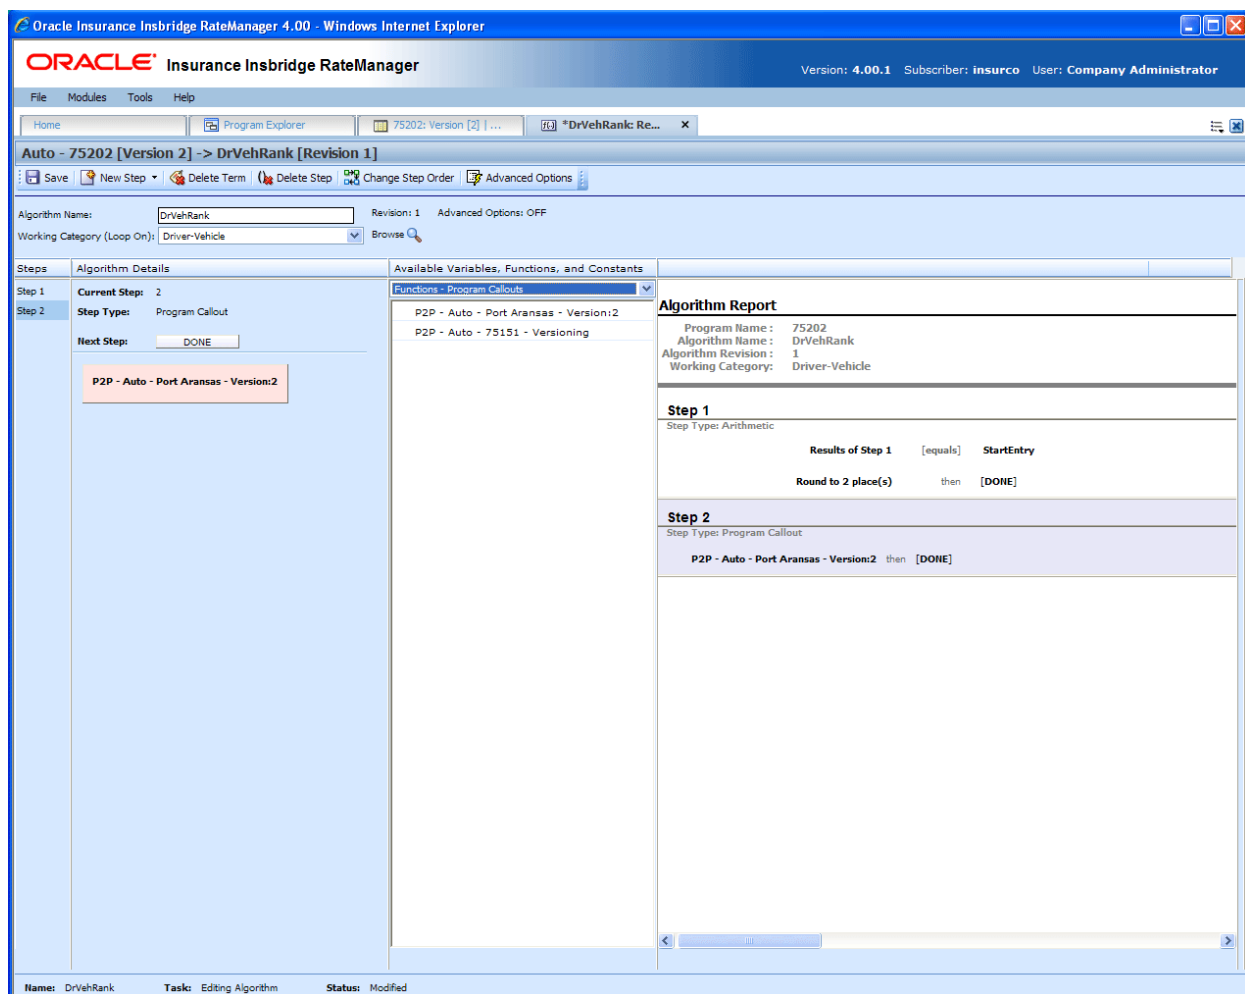 Oracle Insurance Insbridge RateManager 4.00 - Windows Internet Explorer
ORACLE Insurance Insbridge RateManager
Version: 4.00.1 Subscriber: insurco User: Company Administrator
File Modules Tools Help
Home Program Explorer 75202: Version [2] | ... *DrVehRank: Re... X
Auto - 75202 [Version 2] -> DrVehRank [Revision 1]
Save New Step Delete Term Delete Step Change Step Order Advanced Options
Algorithm Name: DrVehRank Revision: 1 Advanced Options: OFF
Working Category (Loop On): Driver-Vehicle Browse
Steps Algorithm Details Available Variables, Functions, and Constants
Step 1
Step 2
Current Step: 2
Step Type: Program Callout
Next Step: DONE
P2P - Auto - Port Aransas - Version:2
Functions - Program Callouts
P2P - Auto - Port Aransas - Version:2
P2P - Auto - 75151 - Versioning
Algorithm Report
Program Name : 75202
Algorithm Name : DrVehRank
Algorithm Revision : 1
Working Category: Driver-Vehicle
Step 1
Step Type: Arithmetic
Results of Step 1 [equals] StartEntry
Round to 2 place(s) then [DONE]
Step 2
Step Type: Program Callout
P2P - Auto - Port Aransas - Version:2 then [DONE]
Name: DrVehRank Task: Editing Algorithm Status: Modified